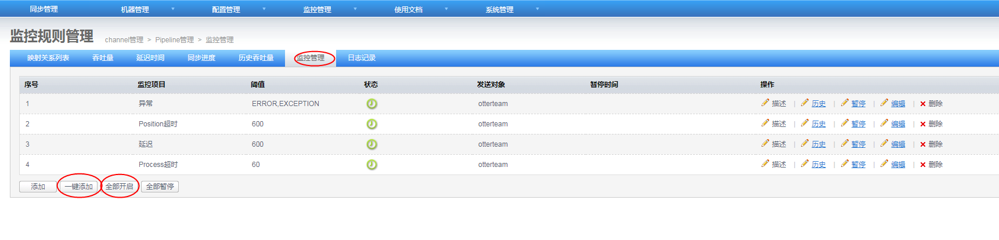 同步管理 机器管理 配置管理 监控管理 使用文档 系统管理
监控规则管理 channel管理 > Pipeline管理 > 监控管理
映射关系列表 吞吐量 延迟时间 同步进度 历史吞吐量 监控管理 日志记录
序号 监控项目 阈值 状态 发送对象 暂停时间 操作
1 异常 ERROR,EXCEPTION otterteam 描述 | 历史 | 暂停 | 编辑 | 删除
2 Position超时 600 otterteam 描述 | 历史 | 暂停 | 编辑 | 删除
3 延迟 600 otterteam 描述 | 历史 | 暂停 | 编辑 | 删除
4 Process超时 60 otterteam 描述 | 历史 | 暂停 | 编辑 | 删除
添加 一键添加 全部开启 全部暂停